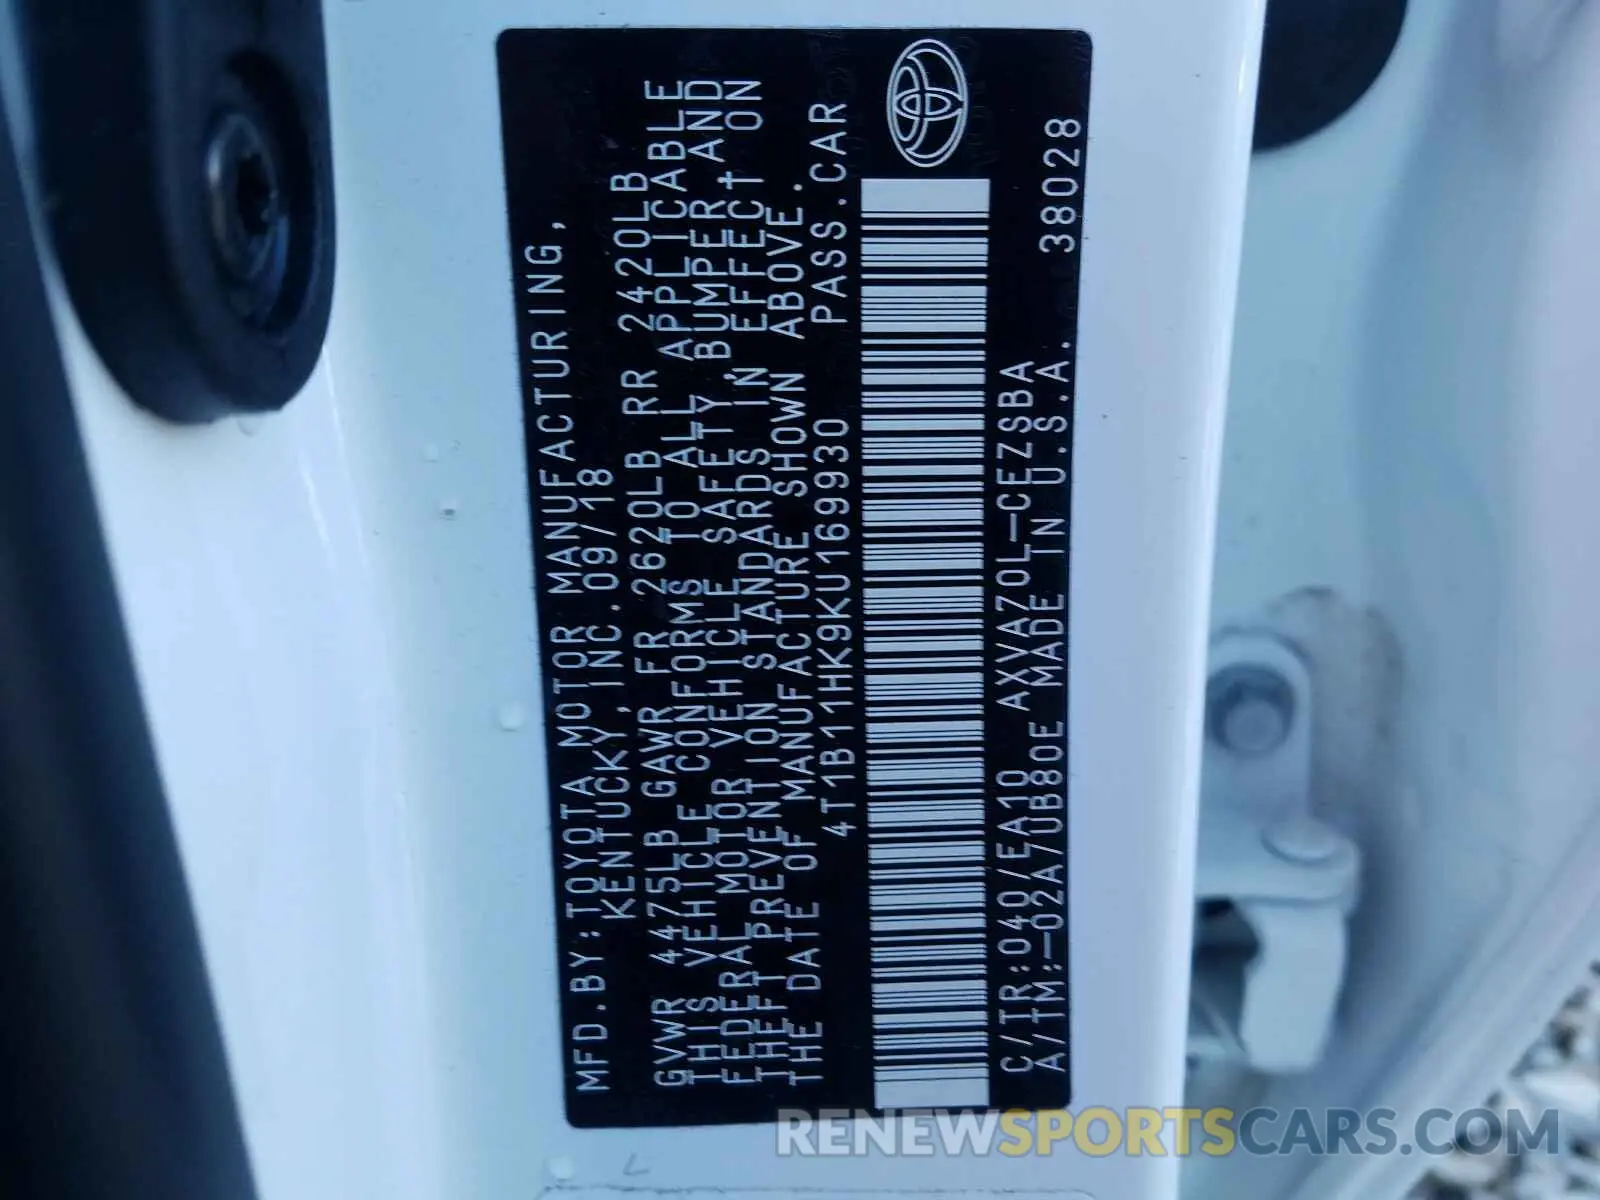 MFD.BY:TOYOTA MOTOR MANUFACTURING,
KENTUCKY,INC.09/18
GVWR 4475LB GAWR FR 2620LB RR 2420LB
THIS VEHICLE CONFORMS TO ALL APPLICABLE
FEDERAL MOTOR VEHICLE SAFETY,BUMPER,AND
THEFT PREVENTION STANDARDS IN EFFECT ON
THE DATE OF MANUFACTURE SHOWN ABOVE.
4T1B11HK9KU169930 PASS.CAR
C/TR:040/EA10 AXVA70L-CEZSBA
A/TM:-02A/UB80E MADE IN U.S.A. 38028
RENEWSPORTSCARS.COM